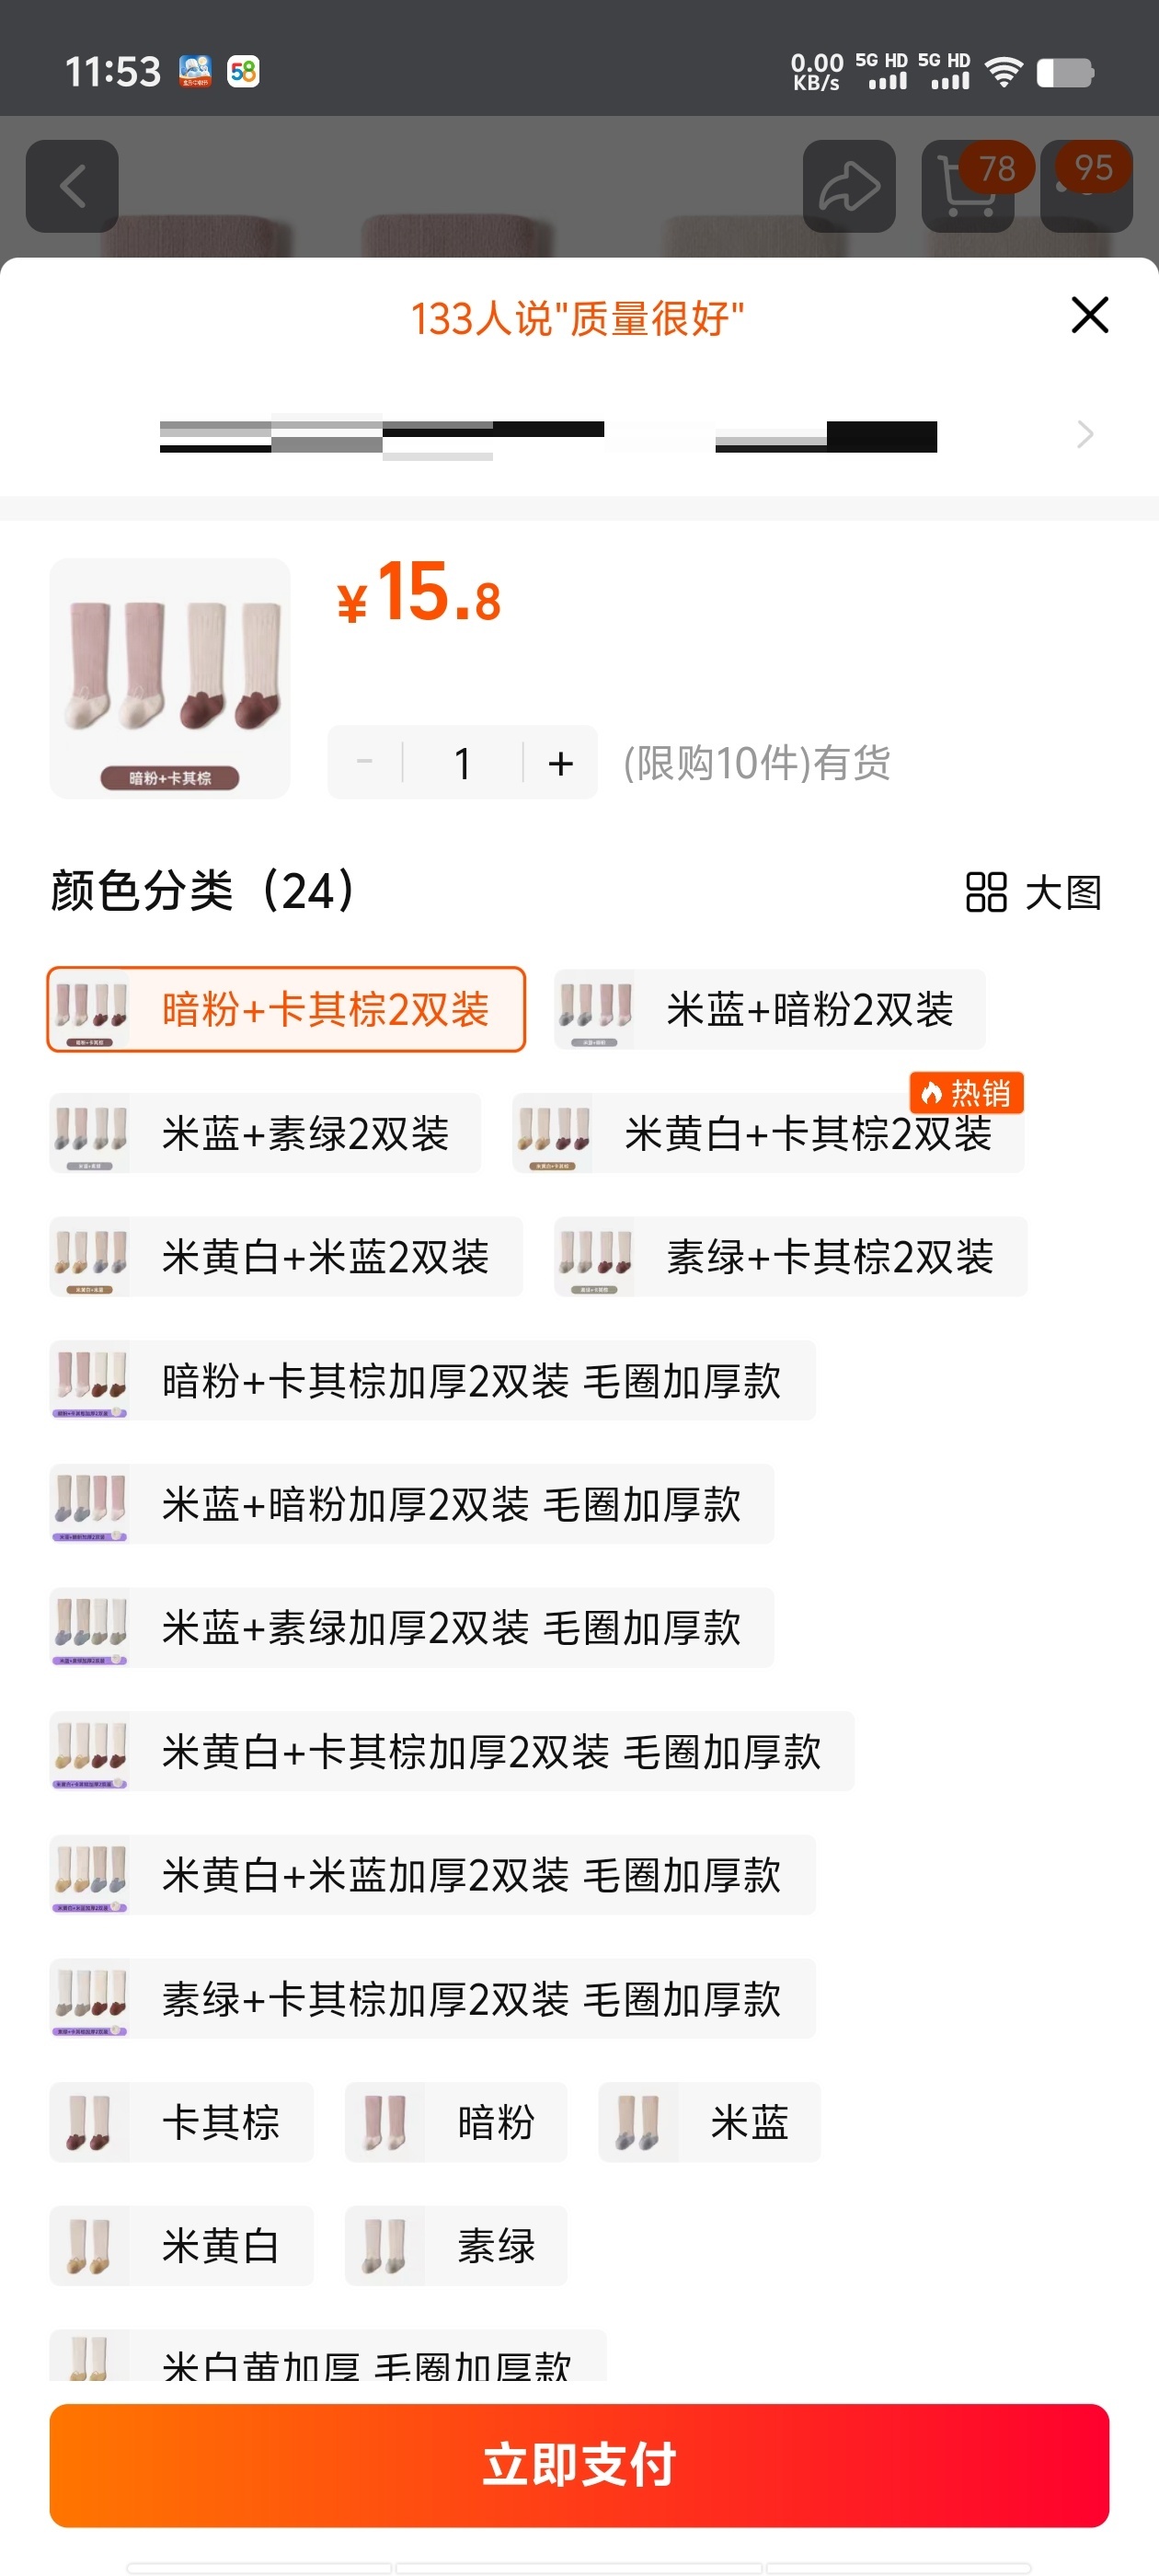 11:53
58
0.00 KB/s 5G HD 5G HD
78
95
133人说"质量很好"
¥15.8
暗粉+卡其棕
1
(限购10件)有货
颜色分类（24）
大图
暗粉+卡其棕2双装
米蓝+暗粉2双装
米蓝+素绿2双装
热销
米黄白+卡其棕2双装
米黄白+米蓝2双装
素绿+卡其棕2双装
暗粉+卡其棕加厚2双装 毛圈加厚款
米蓝+暗粉加厚2双装 毛圈加厚款
米蓝+素绿加厚2双装 毛圈加厚款
米黄白+卡其棕加厚2双装 毛圈加厚款
米黄白+米蓝加厚2双装 毛圈加厚款
素绿+卡其棕加厚2双装 毛圈加厚款
卡其棕
暗粉
米蓝
米黄白
素绿
米白黄加厚 毛圈加厚款
立即支付